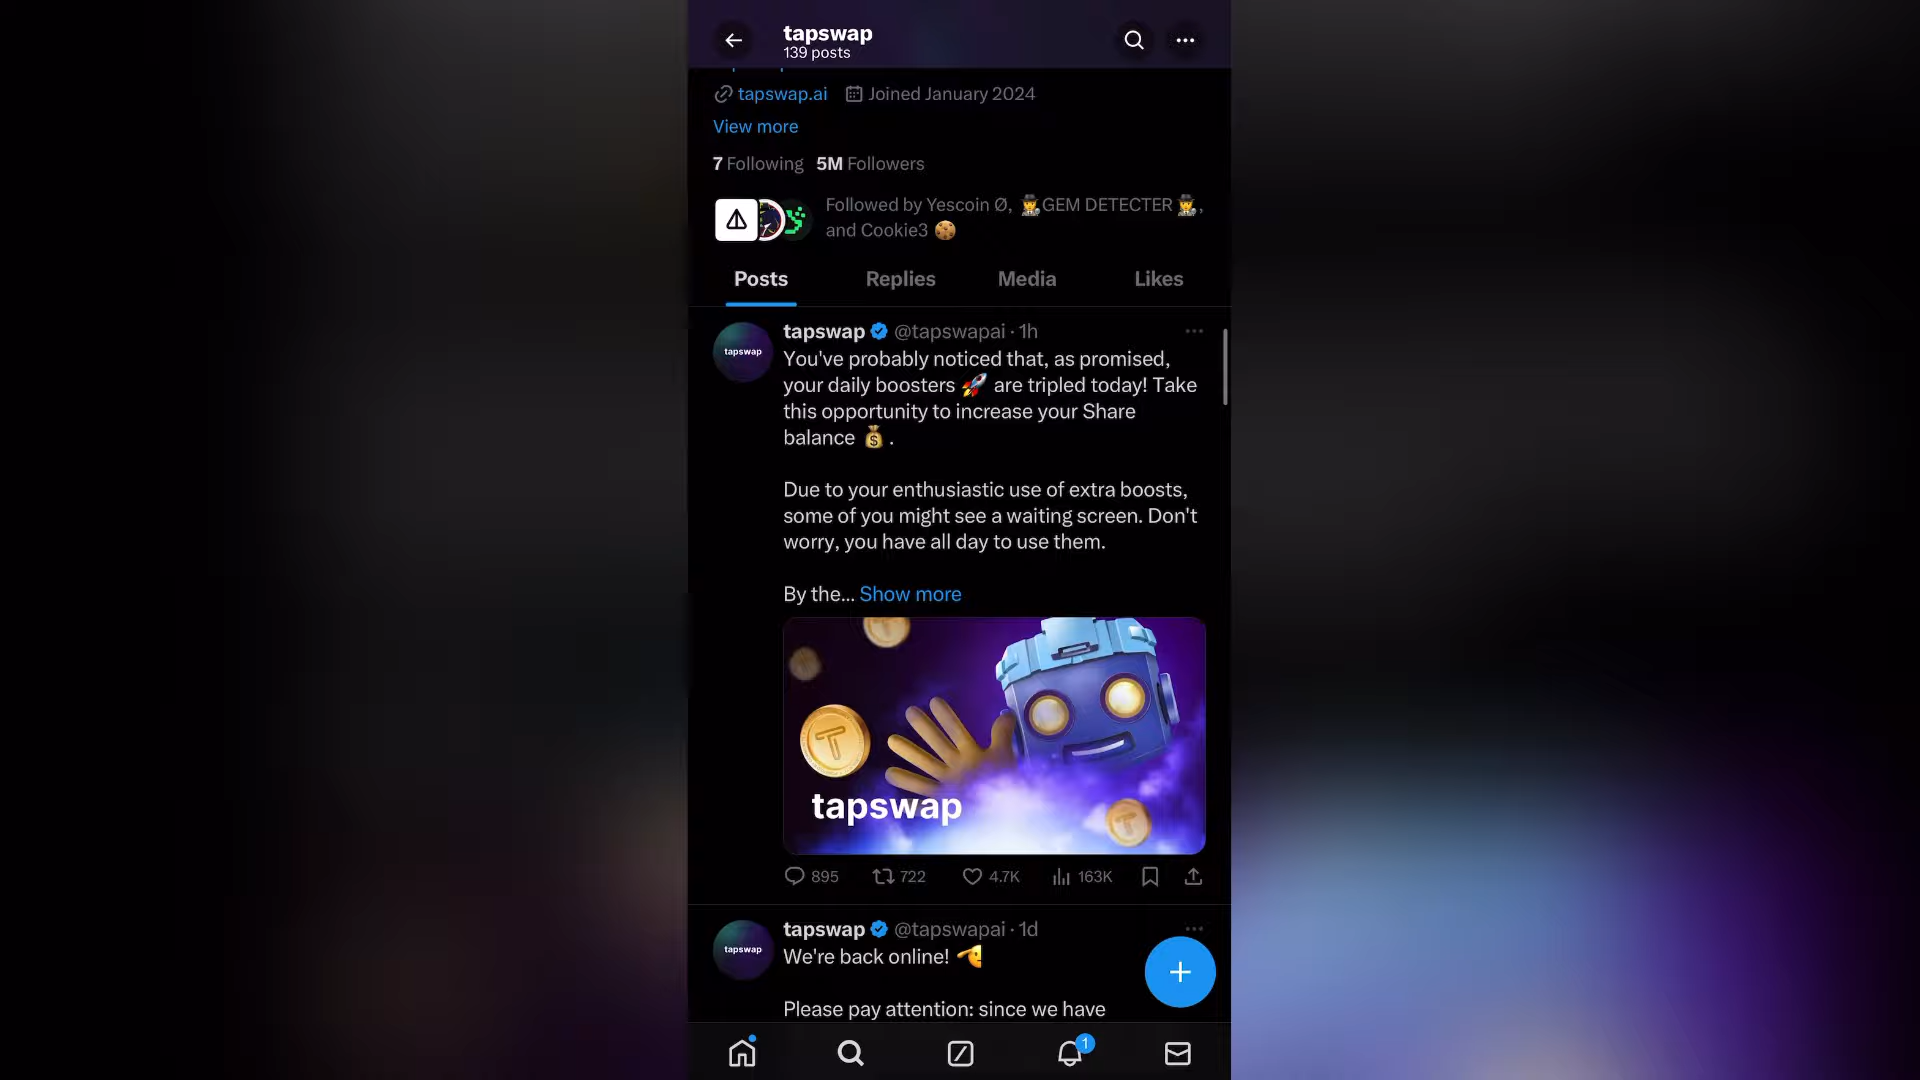 tapswap
139 posts
tapswap.ai Joined January 2024
View more
7 Following 5M Followers
Followed by Yescoin Ø, 🕵️GEM DETECTER🕵️,
and Cookie3 🍪
Posts Replies Media Likes
tapswap @tapswapai · 1h
tapswap
You've probably noticed that, as promised,
your daily boosters 🚀 are tripled today! Take
this opportunity to increase your Share
balance 💰 .
Due to your enthusiastic use of extra boosts,
some of you might see a waiting screen. Don't
worry, you have all day to use them.
By the... Show more
T
tapswap
T
895 722 4.7K 163K
tapswap @tapswapai · 1d
tapswap
We're back online! 🫡
Please pay attention: since we have
1